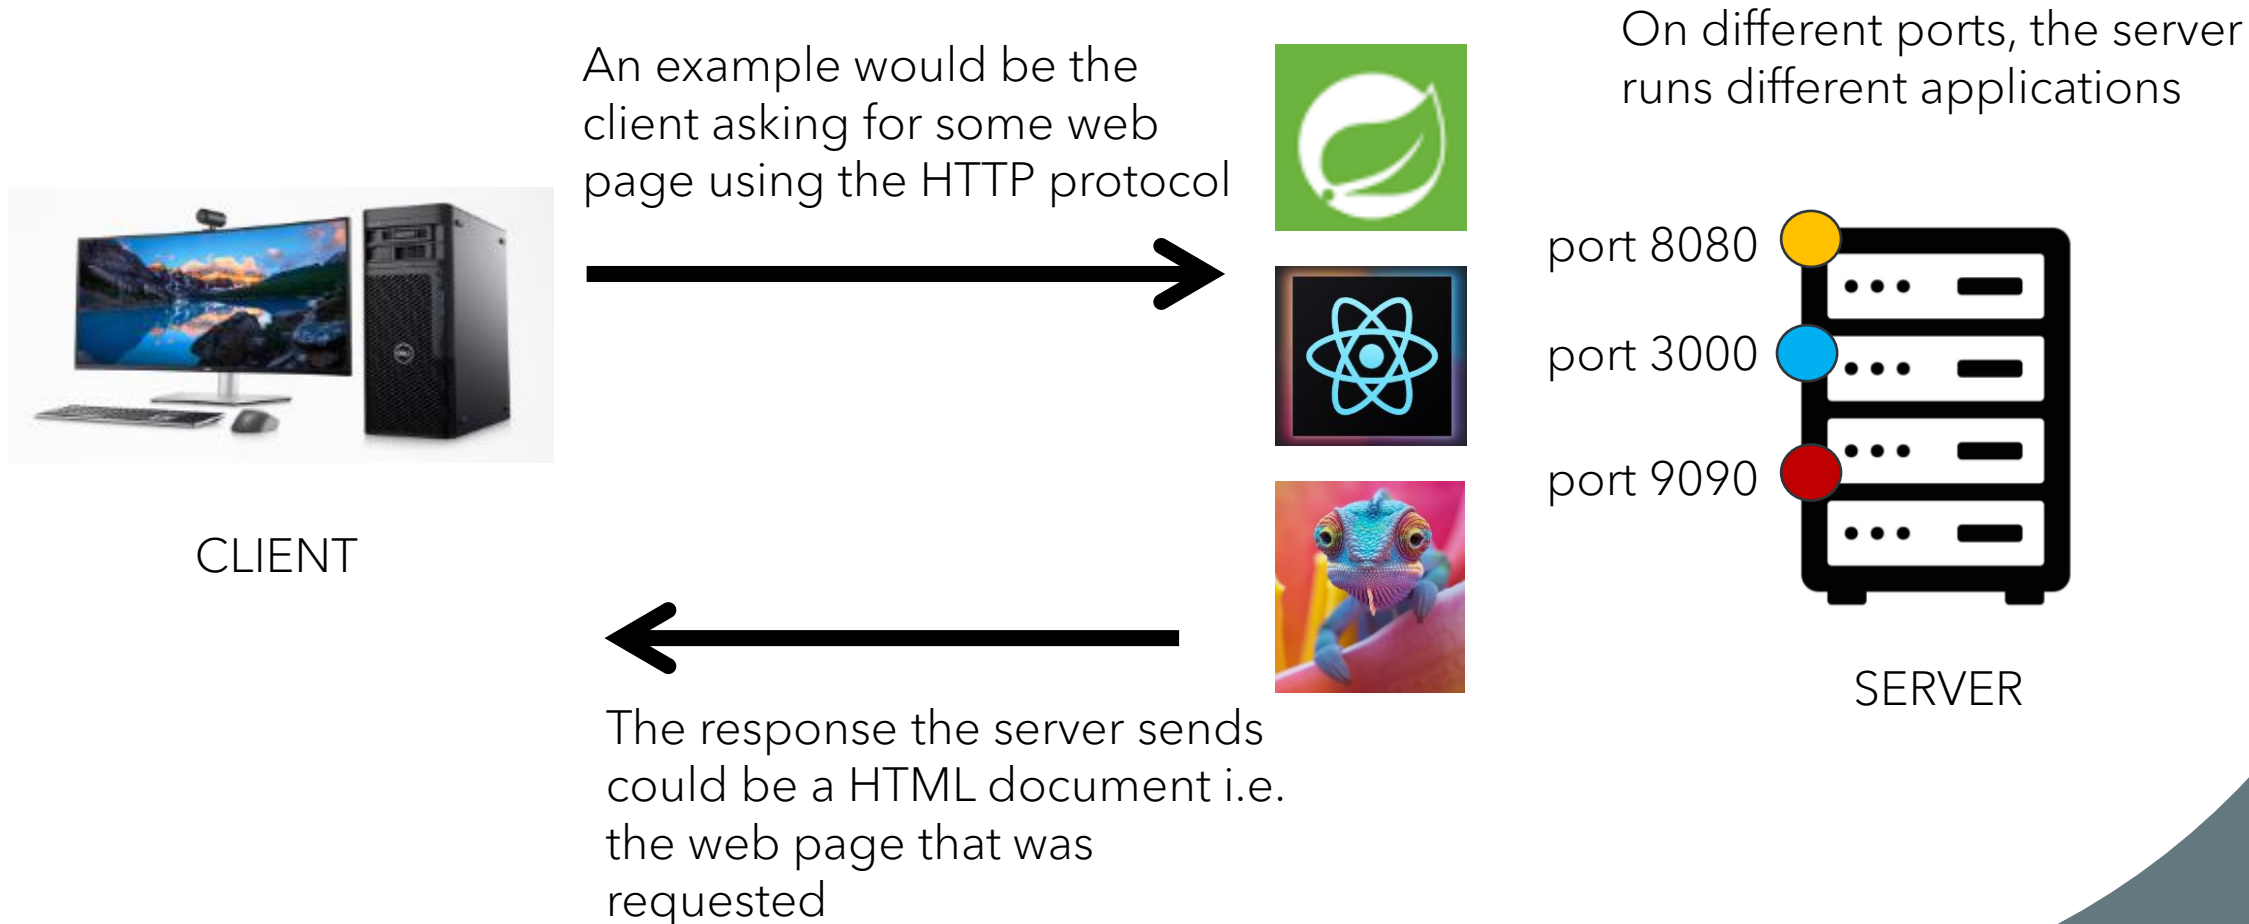 An example would be the
client asking for some web
page using the HTTP protocol
On different ports, the server
runs different applications
port 8080
port 3000
port 9090
CLIENT
SERVER
The response the server sends
could be a HTML document i.e.
the web page that was
requested